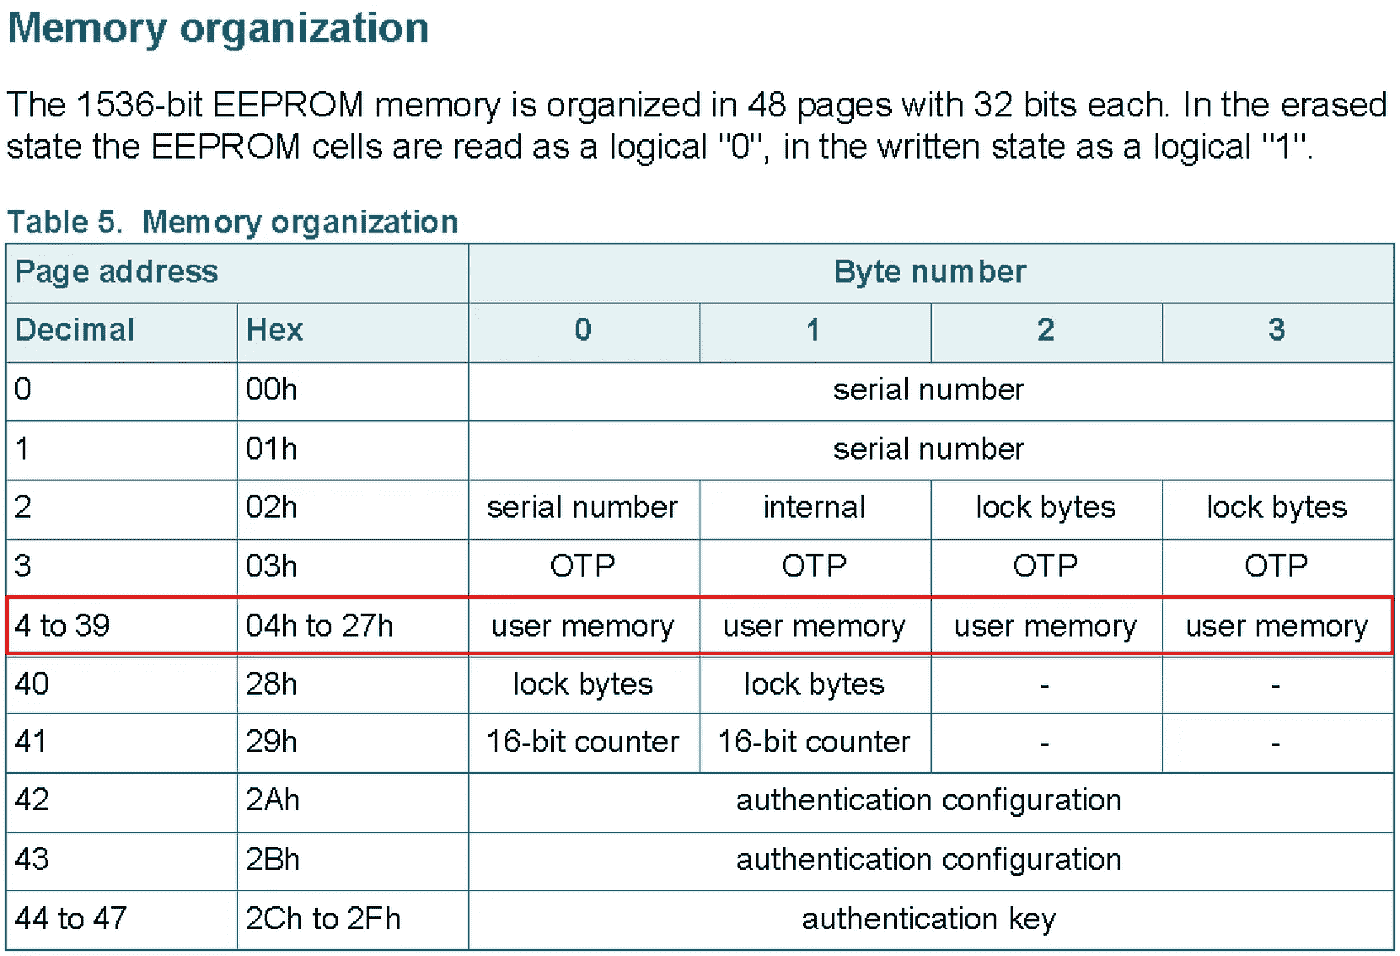 Memory organization
The 1536-bit EEPROM memory is organized in 48 pages with 32 bits each. In the erased
state the EEPROM cells are read as a logical "0", in the written state as a logical "1".
Table 5. Memory organization
Page address Byte number
Decimal Hex 0 1 2 3
0 00h serial number
1 01h serial number
2 02h serial number internal lock bytes lock bytes
3 03h OTP OTP OTP OTP
4 to 39 04h to 27h user memory user memory user memory user memory
40 28h lock bytes lock bytes - -
41 29h 16-bit counter 16-bit counter - -
42 2Ah authentication configuration
43 2Bh authentication configuration
44 to 47 2Ch to 2Fh authentication key